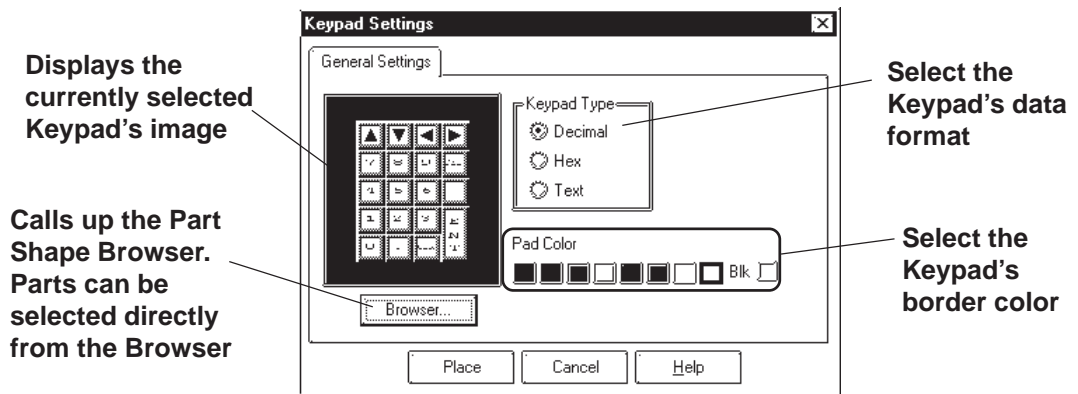 Keypad Settings
General Settings
Displays the
currently selected
Keypad's image
Keypad Type
Decimal
Hex
Text
Select the
Keypad's data
format
Calls up the Part
Shape Browser.
Parts can be
selected directly
from the Browser
Pad Color
Blk
Select the
Keypad's
border color
Browser...
Place
Cancel
Help